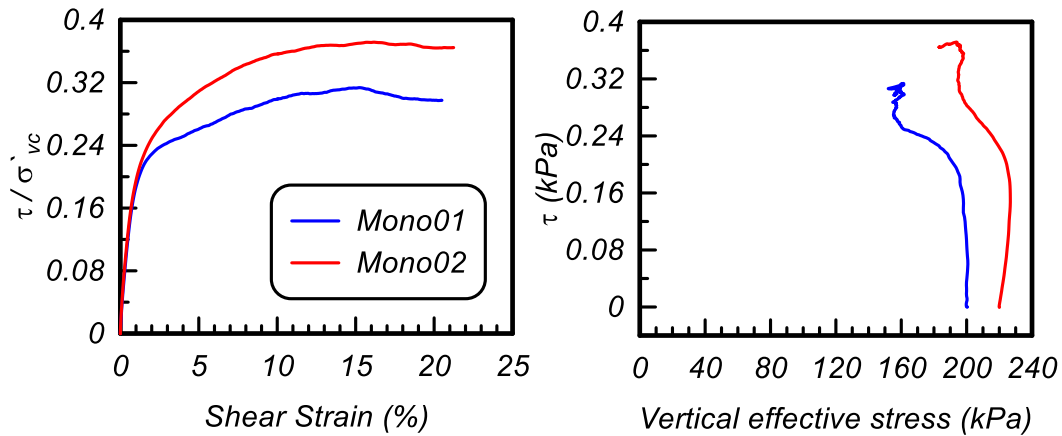 0.4
0.32
0.24
0.16
0.08
0
τ / σ`vc
Mono01
Mono02
0 5 10 15 20 25
Shear Strain (%)
0.4
0.32
0.24
0.16
0.08
0
τ (kPa)
0 40 80 120 160 200 240
Vertical effective stress (kPa)